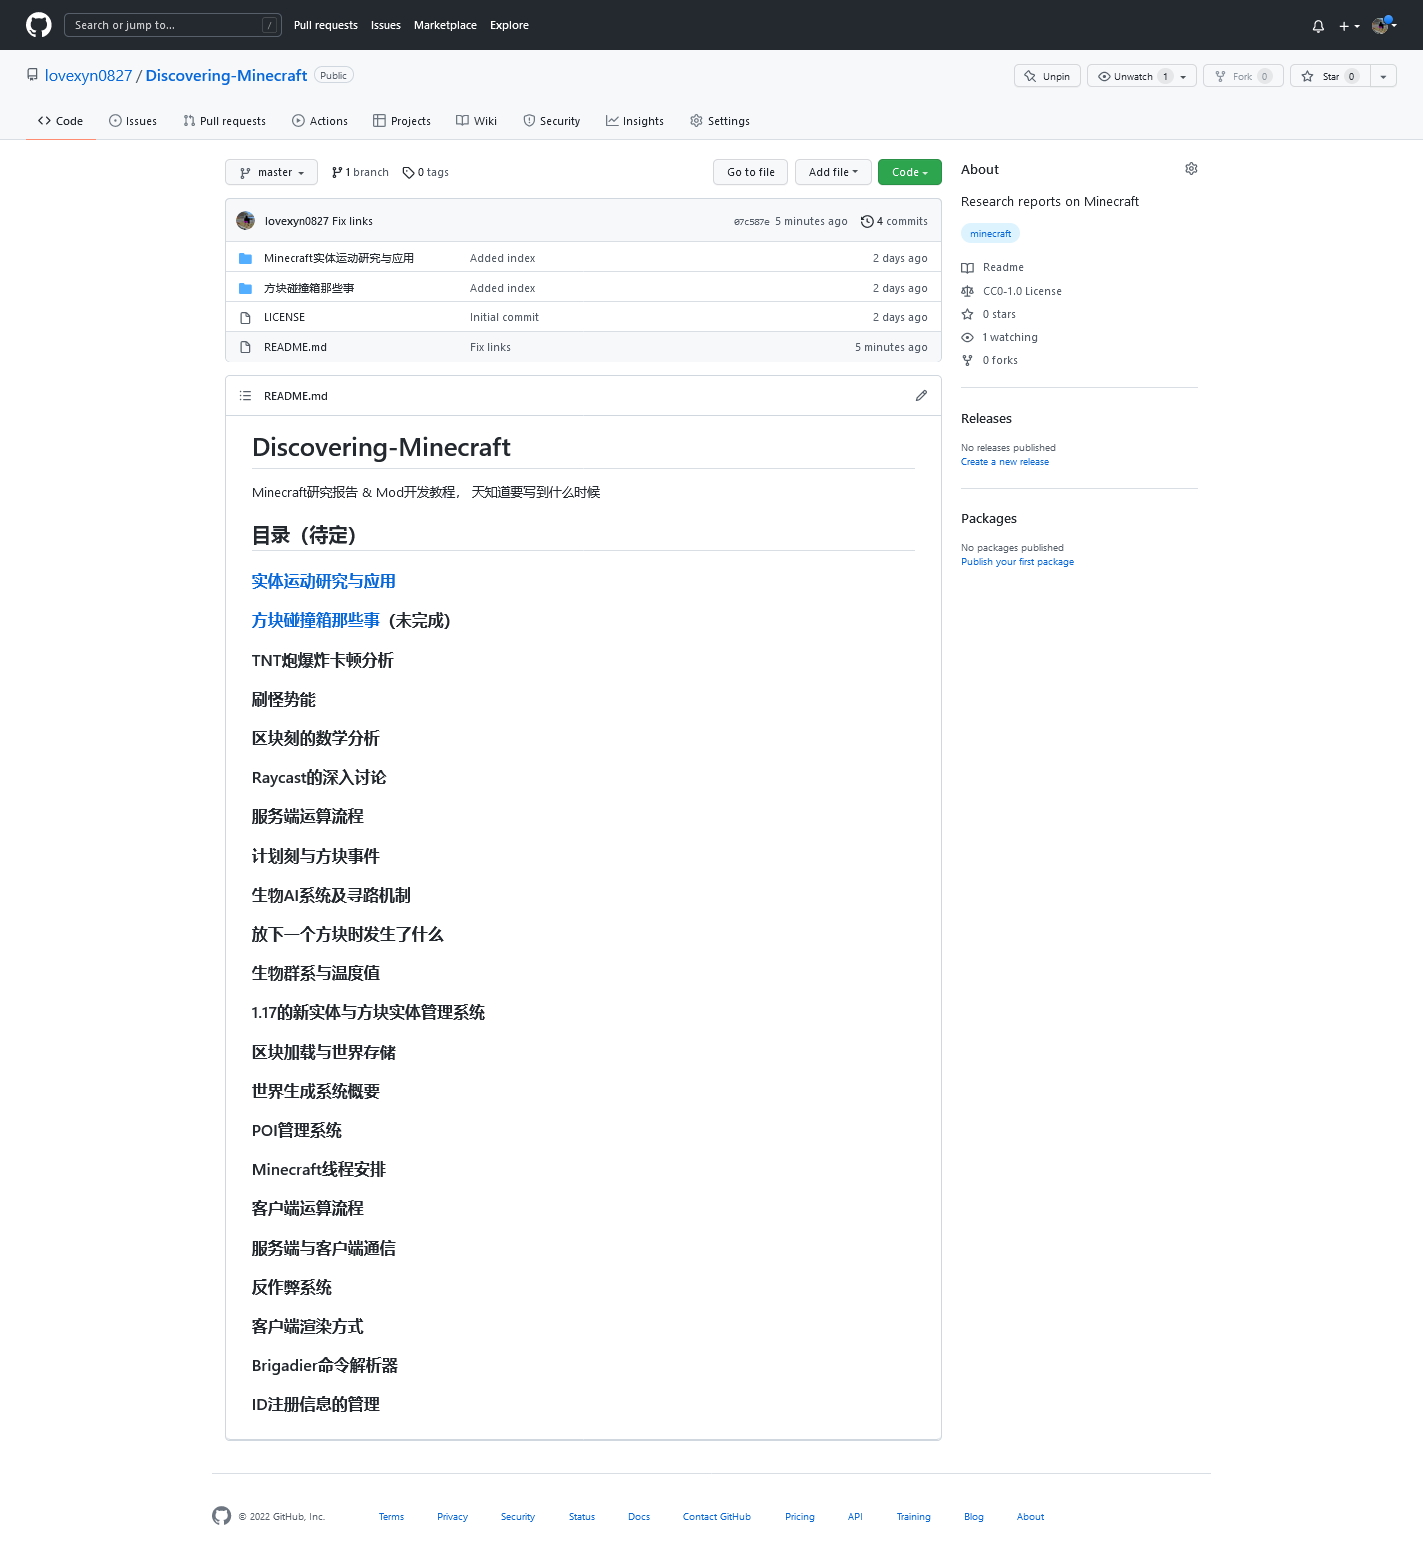 Search or jump to... /
Pull requests Issues Marketplace Explore
lovexyn0827 / Discovering-Minecraft Public
Unpin Unwatch 1 Fork 0 Star 0
Code Issues Pull requests Actions Projects Wiki Security Insights Settings
master 1 branch 0 tags Go to file Add file Code
lovexyn0827 Fix links 07c587e 5 minutes ago 4 commits
Minecraft实体运动研究与应用 Added index 2 days ago
方块碰撞箱那些事 Added index 2 days ago
LICENSE Initial commit 2 days ago
README.md Fix links 5 minutes ago
README.md
Discovering-Minecraft
Minecraft研究报告 & Mod开发教程， 天知道要写到什么时候
目录（待定）
实体运动研究与应用
方块碰撞箱那些事（未完成）
TNT炮爆炸卡顿分析
刷怪势能
区块刻的数学分析
Raycast的深入讨论
服务端运算流程
计划刻与方块事件
生物AI系统及寻路机制
放下一个方块时发生了什么
生物群系与温度值
1.17的新实体与方块实体管理系统
区块加载与世界存储
世界生成系统概要
POI管理系统
Minecraft线程安排
客户端运算流程
服务端与客户端通信
反作弊系统
客户端渲染方式
Brigadier命令解析器
ID注册信息的管理
About
Research reports on Minecraft
minecraft
Readme
CC0-1.0 License
0 stars
1 watching
0 forks
Releases
No releases published
Create a new release
Packages
No packages published
Publish your first package
© 2022 GitHub, Inc. Terms Privacy Security Status Docs Contact GitHub Pricing API Training Blog About